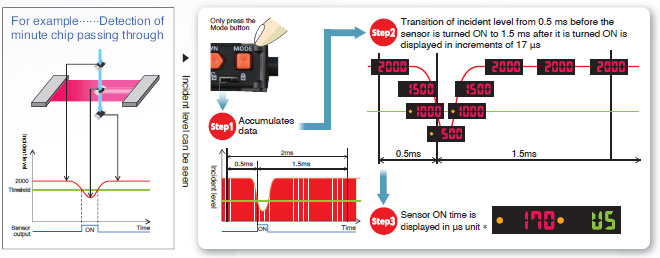 For example······Detection of
minute chip passing through
Incident level
2000
Threshold
Sensor
output
ON
Time
Incident level can be seen
Only press the
Mode button
MODE
Step1
Accumulates
data
2ms
0.5ms
1.5ms
Incident level
ON
Time
Step2
Transition of incident level from 0.5 ms before the
sensor is turned ON to 1.5 ms after it is turned ON is
displayed in increments of 17 µs
2000
2000
2000
2000
1500
1500
1000
1000
500
0.5ms
1.5ms
Step3
Sensor ON time is
displayed in µs unit *
170
US